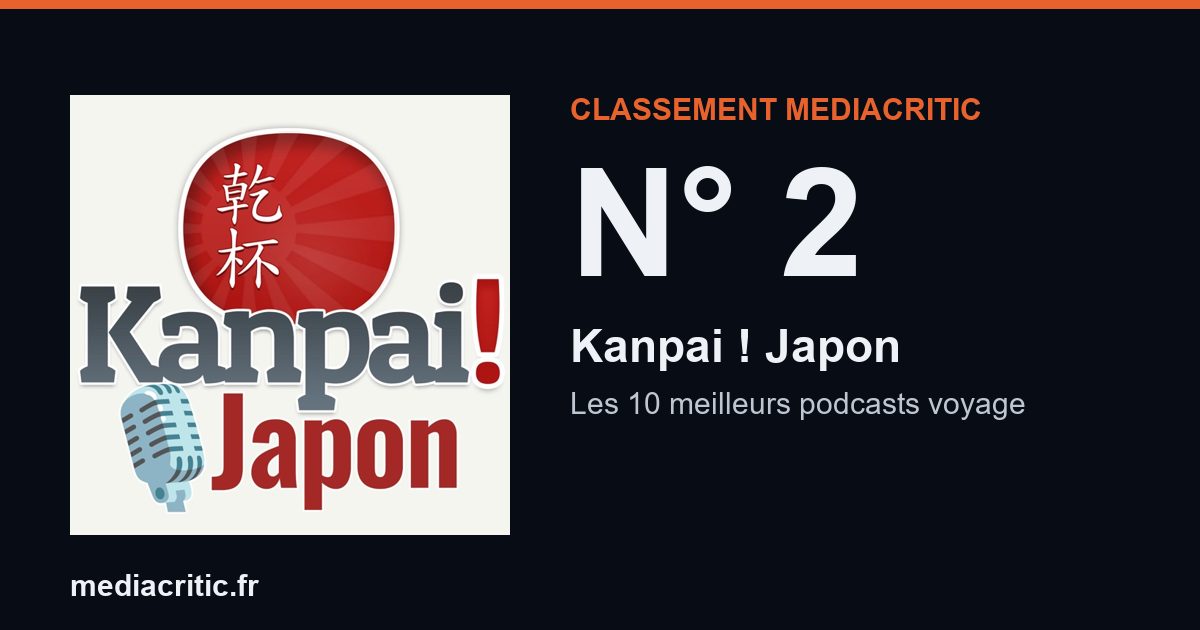 乾杯
Kanpai!
Japon
CLASSEMENT MEDIACRITIC
N° 2
Kanpai ! Japon
Les 10 meilleurs podcasts voyage
mediacritic.fr